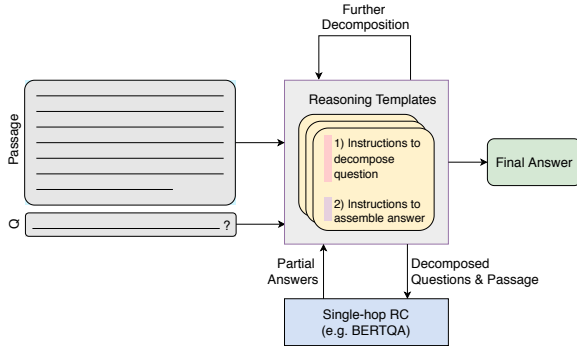 Further
Decomposition
Passage
Reasoning Templates
1) Instructions to
decompose
question
2) Instructions to
assemble answer
Final Answer
Q
?
Partial
Answers
Decomposed
Questions & Passage
Single-hop RC
(e.g. BERTQA)